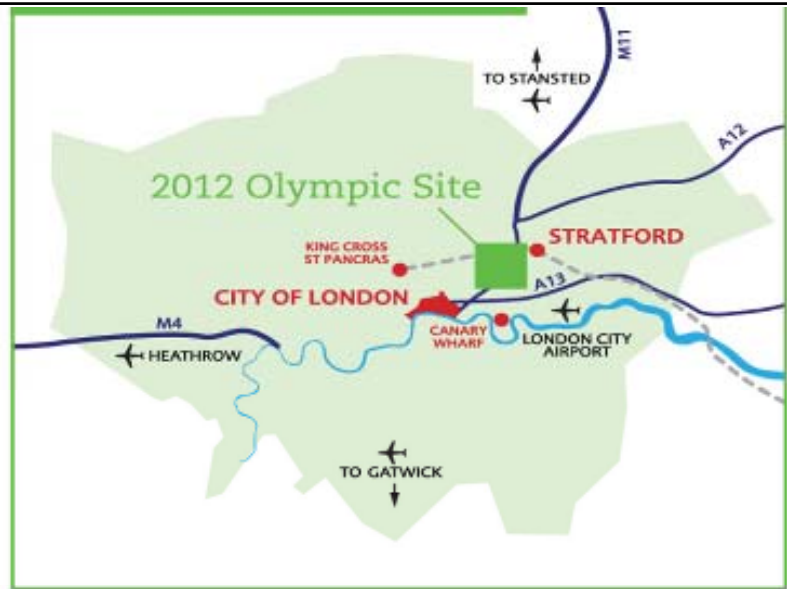 M11
TO STANSTED
A12
2012 Olympic Site
KING CROSS
ST PANCRAS
STRATFORD
CITY OF LONDON
A13
M4
HEATHROW
CANARY
WHARF
LONDON CITY
AIRPORT
TO GATWICK